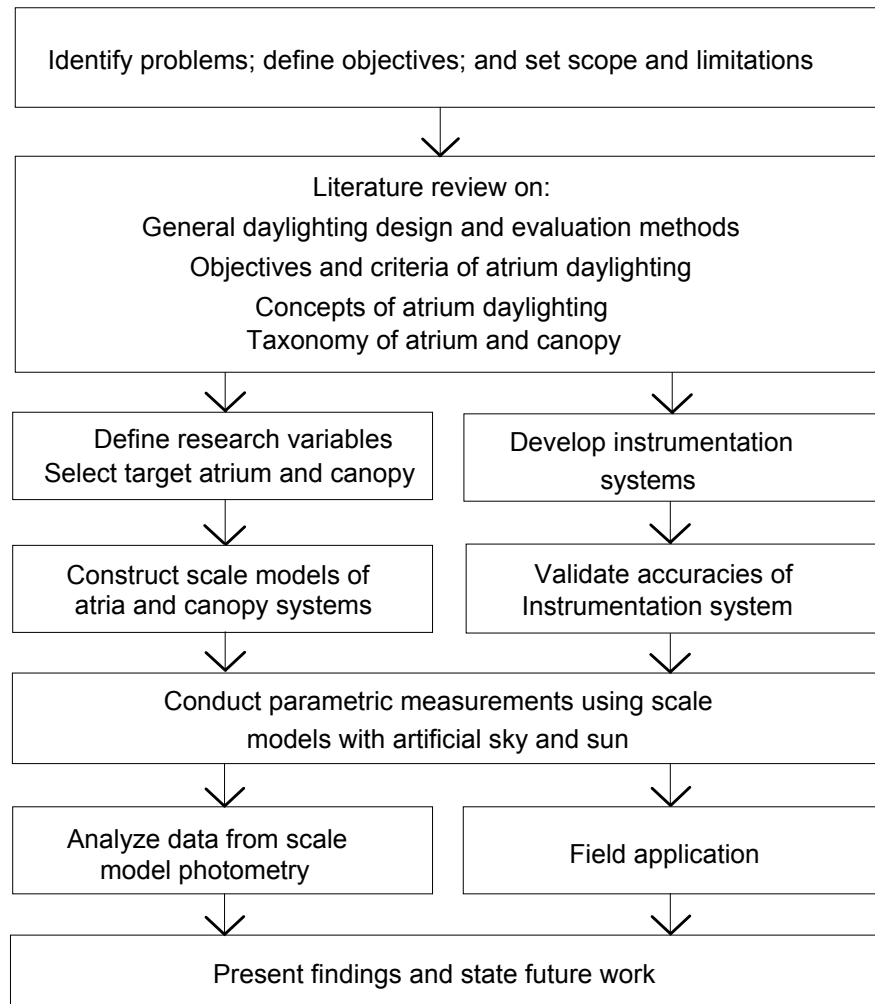 Identify problems; define objectives; and set scope and limitations
Literature review on:
General daylighting design and evaluation methods
Objectives and criteria of atrium daylighting
Concepts of atrium daylighting
Taxonomy of atrium and canopy
Define research variables
Select target atrium and canopy
Develop instrumentation
systems
Construct scale models of
atria and canopy systems
Validate accuracies of
Instrumentation system
Conduct parametric measurements using scale
models with artificial sky and sun
Analyze data from scale
model photometry
Field application
Present findings and state future work